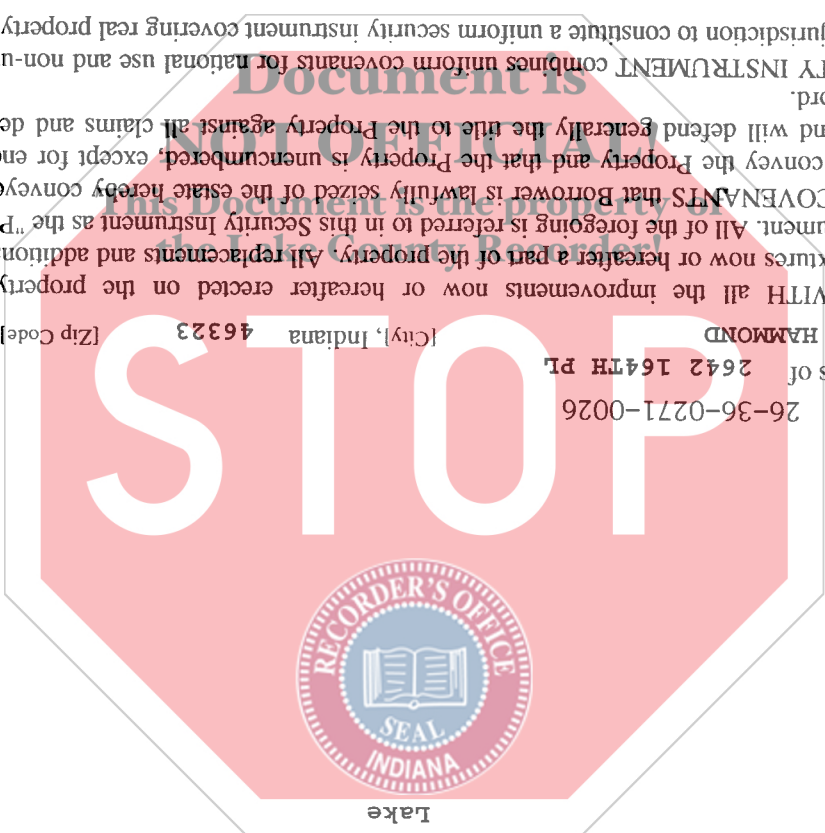 Document is
NOT OFFICIAL!
This Document is the property of
the Lake County Recorder!
STOP
RECORDER'S OFFICE
SEAL
INDIANA
Lake
26-36-0271-0026
s of 2642 164TH PL
HAMMOND [City], Indiana 46323 [Zip Code]
WITH all the improvements now or hereafter erected on the property
xtures now or hereafter a part of the property. All replacements and addition
ument. All of the foregoing is referred to in this Security Instrument as the "P
COVENANTS that Borrower is lawfully seized of the estate hereby conveye
convey the Property and that the Property is unencumbered, except for enc
nd will defend generally the title to the Property against all claims and de
ord.
TY INSTRUMENT combines uniform covenants for national use and non-u
jurisdiction to constitute a uniform security instrument covering real property